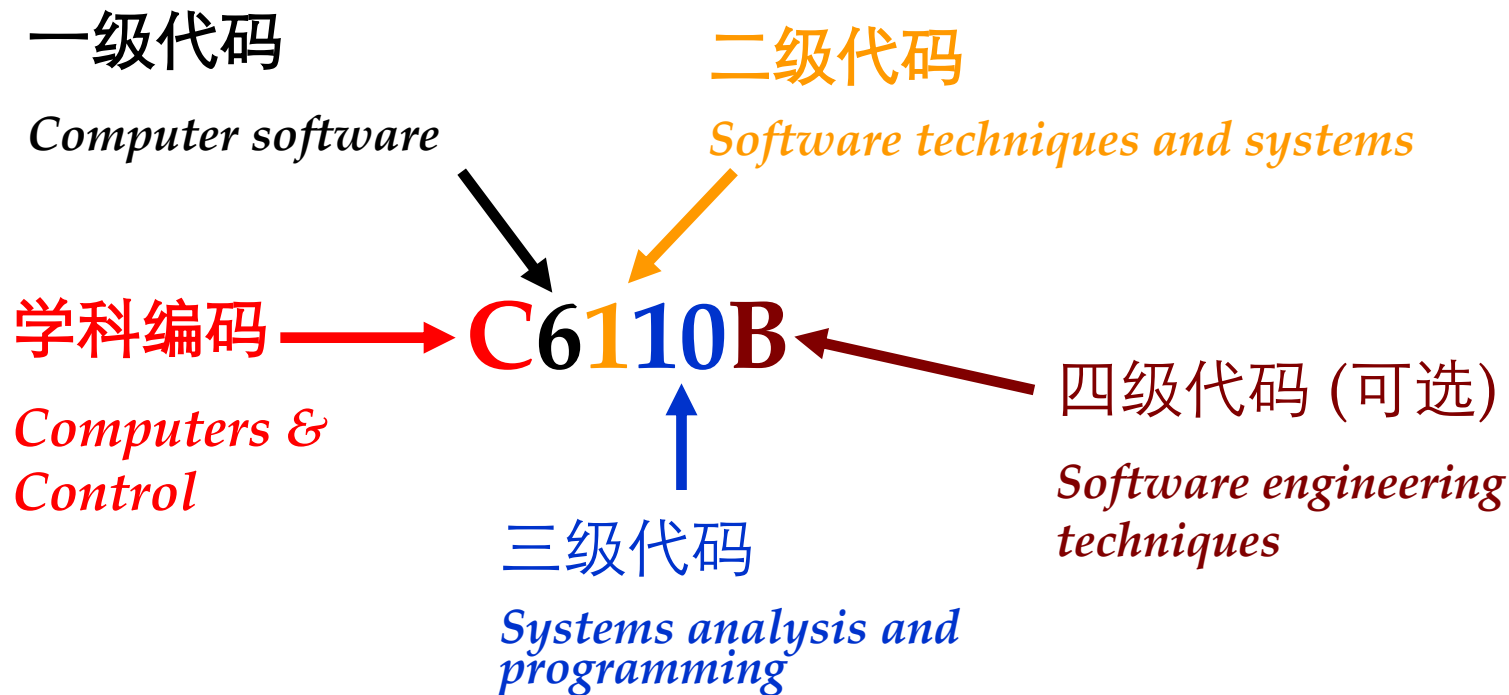 一级代码
Computer software
二级代码
Software techniques and systems
学科编码
Computers &
Control
C6110B
四级代码 (可选)
Software engineering
techniques
三级代码
Systems analysis and
programming